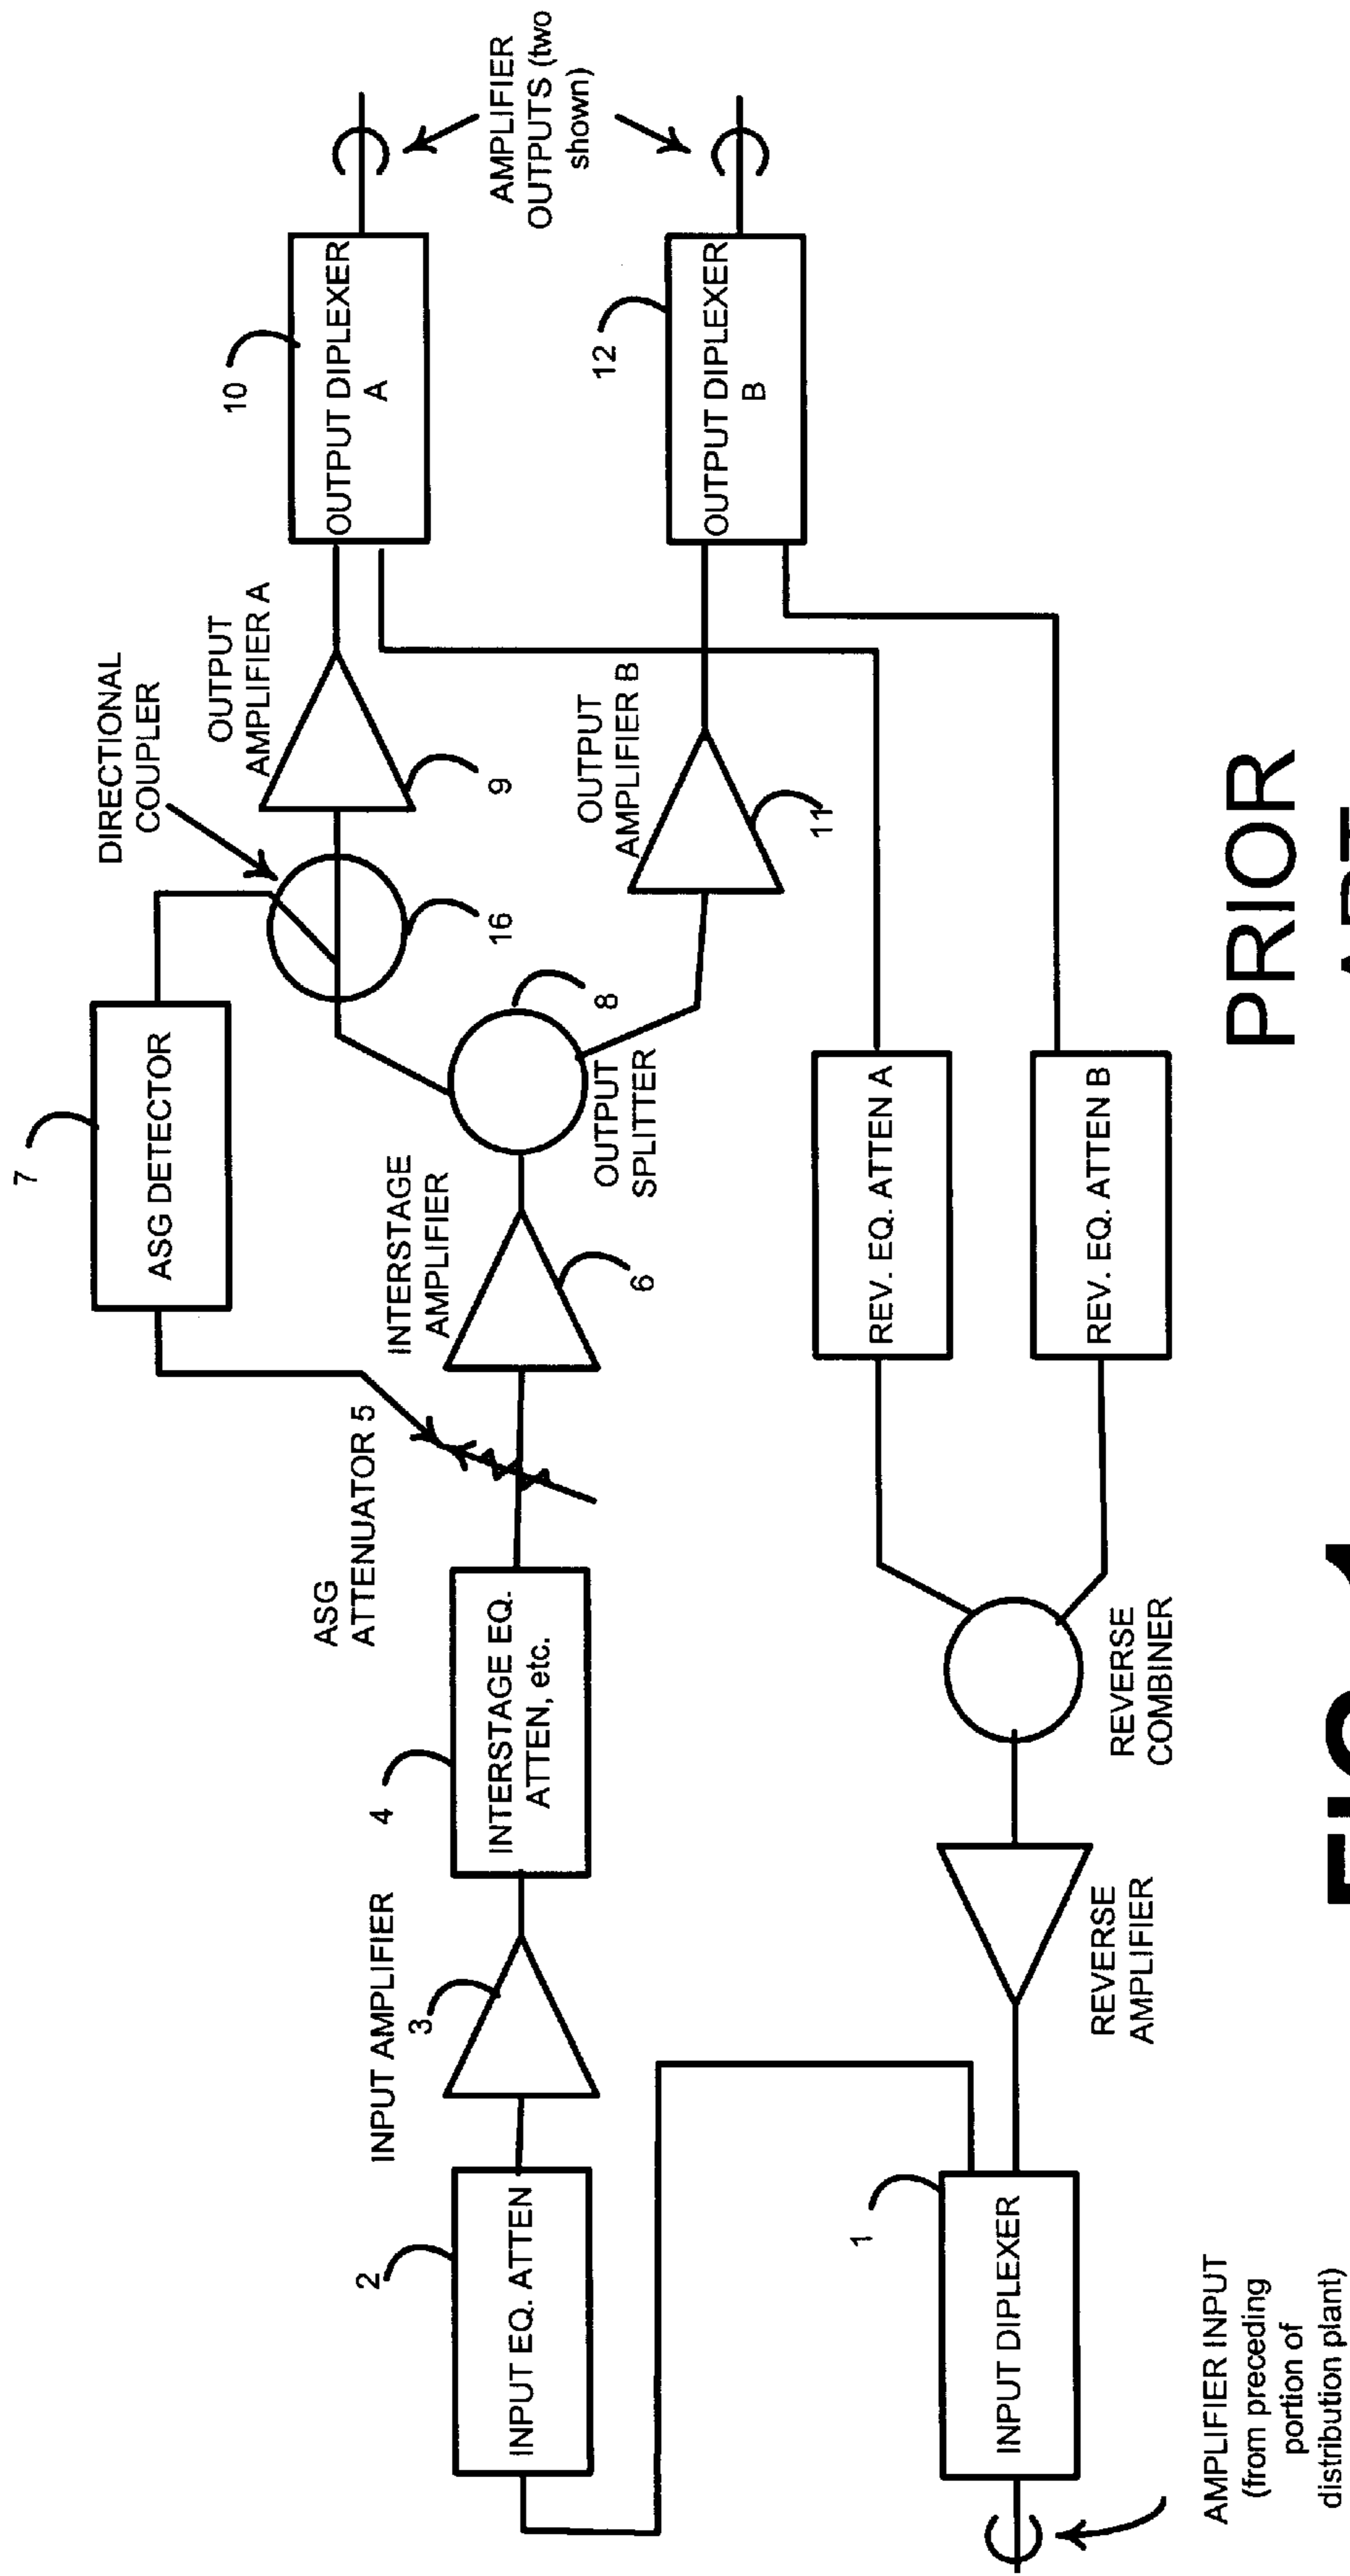 7
ASG DETECTOR
DIRECTIONAL
COUPLER
16
OUTPUT
AMPLIFIER A
9
10
OUTPUT DIPLEXER
A
AMPLIFIER
OUTPUTS (two
shown)
ASG
ATTENUATOR 5
INTERSTAGE
AMPLIFIER
6
8
OUTPUT
SPLITTER
OUTPUT
AMPLIFIER B
11
12
OUTPUT DIPLEXER
B
2
INPUT EQ. ATTEN
INPUT AMPLIFIER
3
4
INTERSTAGE EQ.
ATTEN, etc.
REV. EQ. ATTEN A
REV. EQ. ATTEN B
REVERSE
COMBINER
REVERSE
AMPLIFIER
1
INPUT DIPLEXER
AMPLIFIER INPUT
(from preceding
portion of
distribution plant)
PRIOR